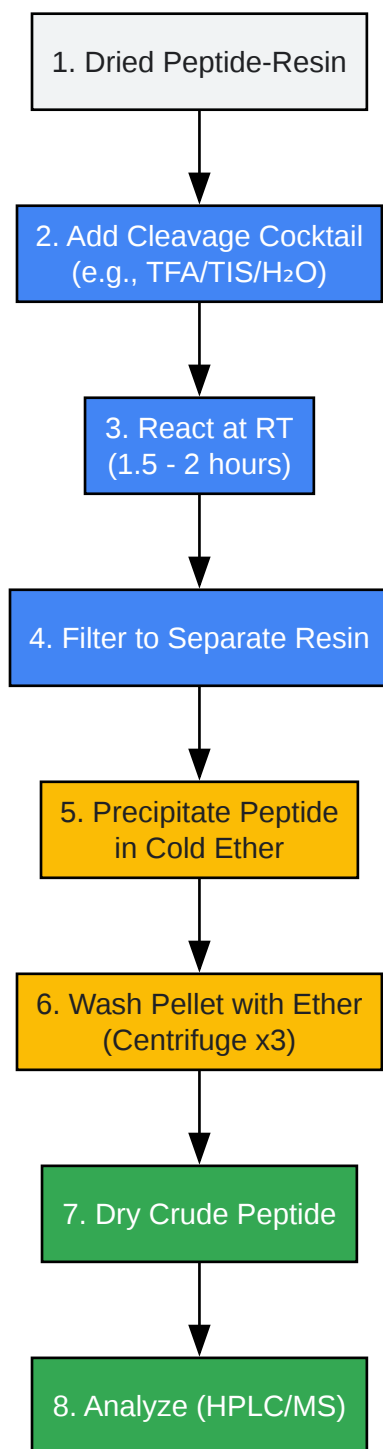 1. Dried Peptide-Resin
2. Add Cleavage Cocktail
(e.g., TFA/TIS/H₂O)
3. React at RT
(1.5 - 2 hours)
4. Filter to Separate Resin
5. Precipitate Peptide
in Cold Ether
6. Wash Pellet with Ether
(Centrifuge x3)
7. Dry Crude Peptide
8. Analyze (HPLC/MS)